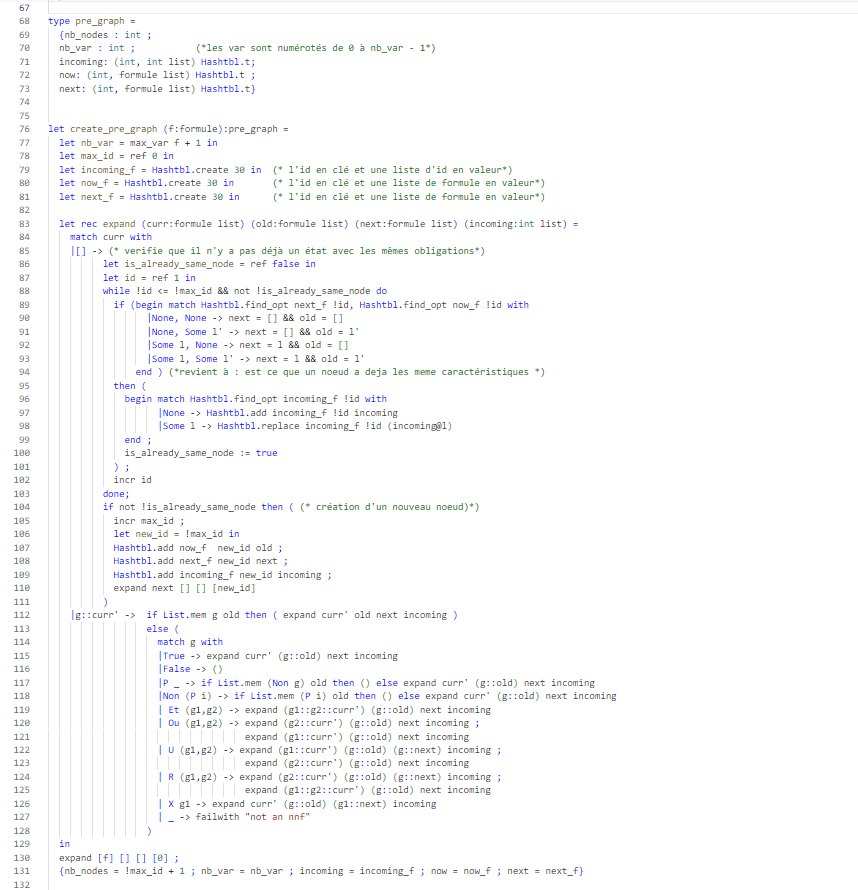 67
68 type pre_graph =
69 {nb_nodes : int ;
70 nb_var : int ; (*les var sont numérotés de 0 à nb_var - 1*)
71 incoming: (int, int list) Hashtbl.t;
72 now: (int, formule list) Hashtbl.t ;
73 next: (int, formule list) Hashtbl.t}
74
75
76 let create_pre_graph (f:formule):pre_graph =
77 let nb_var = max_var f + 1 in
78 let max_id = ref 0 in
79 let incoming_f = Hashtbl.create 30 in (* l'id en clé et une liste d'id en valeur*)
80 let now_f = Hashtbl.create 30 in (* l'id en clé et une liste de formule en valeur*)
81 let next_f = Hashtbl.create 30 in (* l'id en clé et une liste de formule en valeur*)
82
83 let rec expand (curr:formule list) (old:formule list) (next:formule list) (incoming:int list) =
84 match curr with
85 |[] -> (* verifie que il n'y a pas déjà un état avec les mêmes obligations*)
86 let is_already_same_node = ref false in
87 let id = ref 1 in
88 while !id <= !max_id && not !is_already_same_node do
89 if (begin match Hashtbl.find_opt next_f !id, Hashtbl.find_opt now_f !id with
90 |None, None -> next = [] && old = []
91 |None, Some l' -> next = [] && old = l'
92 |Some l, None -> next = l && old = []
93 |Some l, Some l' -> next = l && old = l'
94 end ) (*revient à : est ce que un noeud a deja les meme caractéristiques *)
95 then (
96 begin match Hashtbl.find_opt incoming_f !id with
97 |None -> Hashtbl.add incoming_f !id incoming
98 |Some l -> Hashtbl.replace incoming_f !id (incoming@l)
99 end ;
100 is_already_same_node := true
101 ) ;
102 incr id
103 done;
104 if not !is_already_same_node then ( (* création d'un nouveau noeud)*)
105 incr max_id ;
106 let new_id = !max_id in
107 Hashtbl.add now_f new_id old ;
108 Hashtbl.add next_f new_id next ;
109 Hashtbl.add incoming_f new_id incoming ;
110 expand next [] [] [new_id]
111 )
112 |g::curr' -> if List.mem g old then ( expand curr' old next incoming )
113 else (
114 match g with
115 |True -> expand curr' (g::old) next incoming
116 |False -> ()
117 |P _ -> if List.mem (Non g) old then () else expand curr' (g::old) next incoming
118 |Non (P i) -> if List.mem (P i) old then () else expand curr' (g::old) next incoming
119 | Et (g1,g2) -> expand (g1::g2::curr') (g::old) next incoming
120 | Ou (g1,g2) -> expand (g2::curr') (g::old) next incoming ;
121 expand (g1::curr') (g::old) next incoming
122 | U (g1,g2) -> expand (g1::curr') (g::old) (g::next) incoming ;
123 expand (g2::curr') (g::old) next incoming
124 | R (g1,g2) -> expand (g2::curr') (g::old) (g::next) incoming ;
125 expand (g1::g2::curr') (g::old) next incoming
126 | X g1 -> expand curr' (g::old) (g1::next) incoming
127 | _ -> failwith "not an nnf"
128 )
129 in
130 expand [f] [] [] [0] ;
131 {nb_nodes = !max_id + 1 ; nb_var = nb_var ; incoming = incoming_f ; now = now_f ; next = next_f}
132